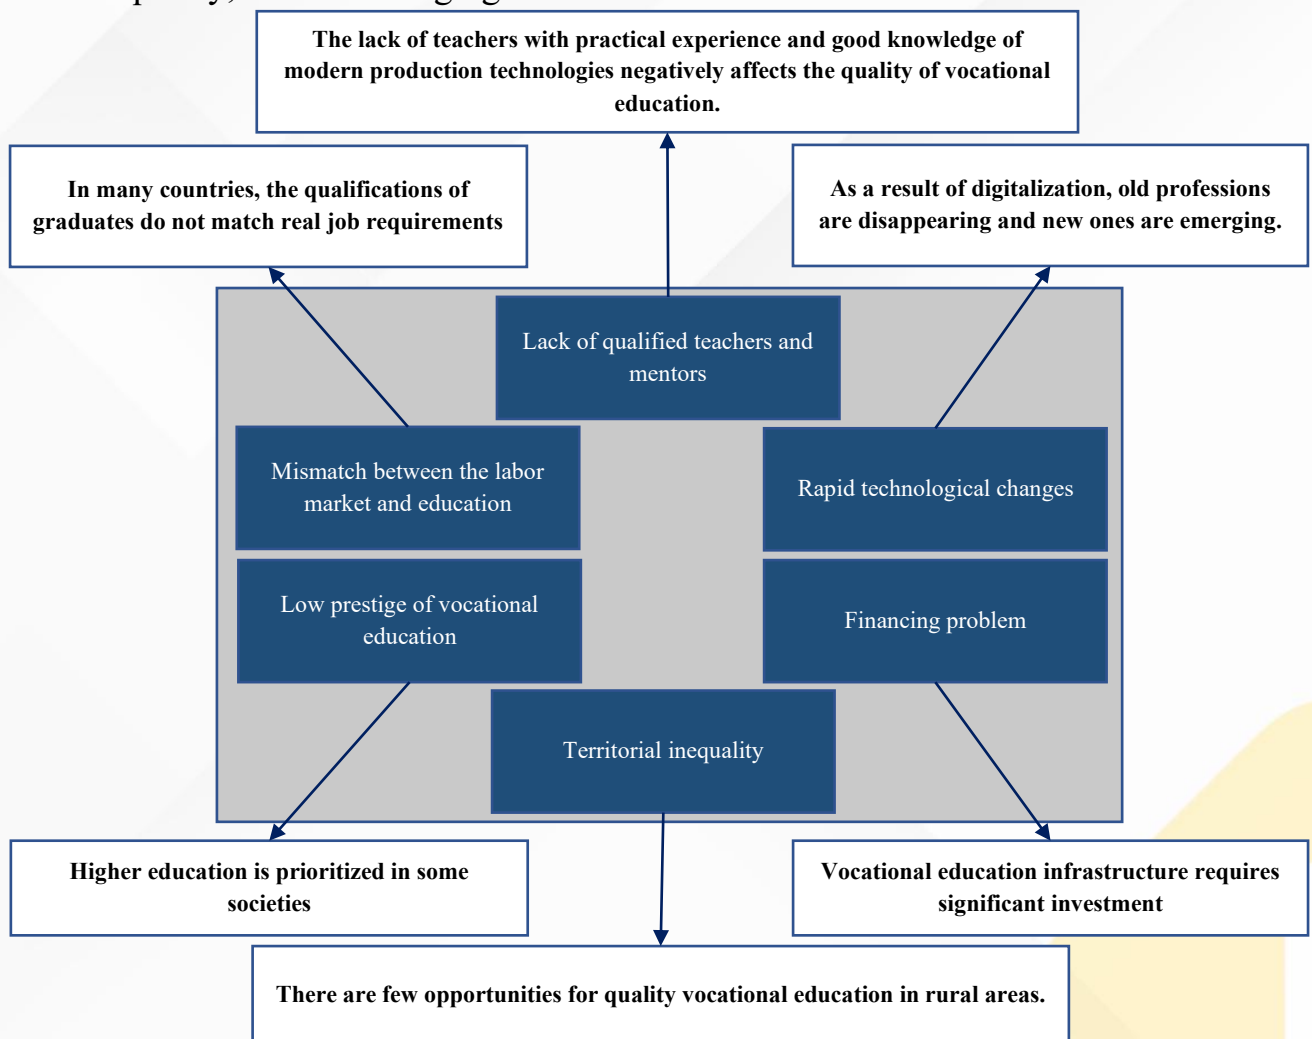 The lack of teachers with practical experience and good knowledge of
modern production technologies negatively affects the quality of vocational
education.
In many countries, the qualifications of
graduates do not match real job requirements
As a result of digitalization, old professions
are disappearing and new ones are emerging.
Lack of qualified teachers and
mentors
Mismatch between the labor
market and education
Rapid technological changes
Low prestige of vocational
education
Financing problem
Territorial inequality
Higher education is prioritized in some
societies
Vocational education infrastructure requires
significant investment
There are few opportunities for quality vocational education in rural areas.